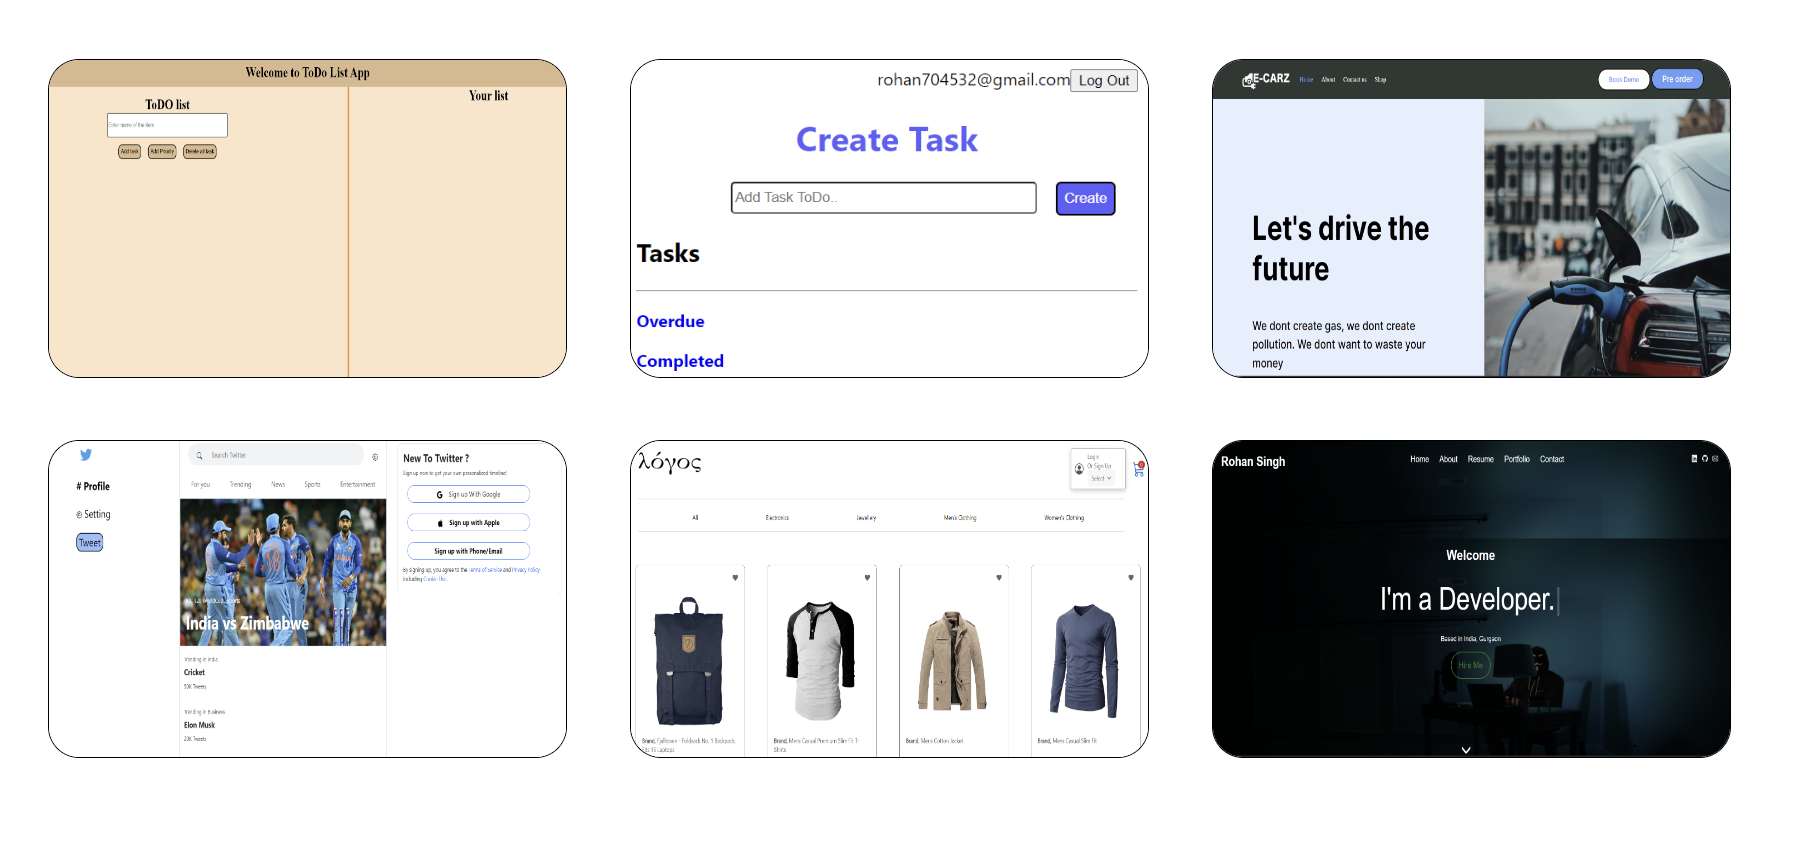 Welcome to ToDo List App
ToDO list
Your list
Enter name of the item
Add task
Add Priority
Delete all task
rohan704532@gmail.com
Log Out
Create Task
Add Task ToDo..
Create
Tasks
Overdue
Completed
E-CARZ
Home
About
Contact us
Shop
Book Demo
Pre order
Let's drive the
future
We dont create gas, we dont create
pollution. We dont want to waste your
money
# Profile
Setting
Tweet
Search Twitter
For you
Trending
News
Sports
Entertainment
India vs Zimbabwe
Trending in India
Cricket
50K Tweets
Trending in Business
Elon Musk
20K Tweets
New To Twitter ?
Sign up now to get your own personalized timeline!
Sign up With Google
Sign up with Apple
Sign up with Phone/Email
By signing up, you agree to the Terms of Service and Privacy Policy
including Cookie Use.
λόγος
Log in
Or Sign Up
Select
All
Electronics
Jewellery
Men's Clothing
Women's Clothing
Brand, Fjallraven - Foldsack No. 1 Backpack,
Fits 15 Laptops
Brand, Mens Casual Premium Slim Fit T-
Shirts
Brand, Mens Cotton Jacket
Brand, Mens Casual Slim Fit
Rohan Singh
Home
About
Resume
Portfolio
Contact
Welcome
I'm a Developer.
Based in India, Gurgaon
Hire Me